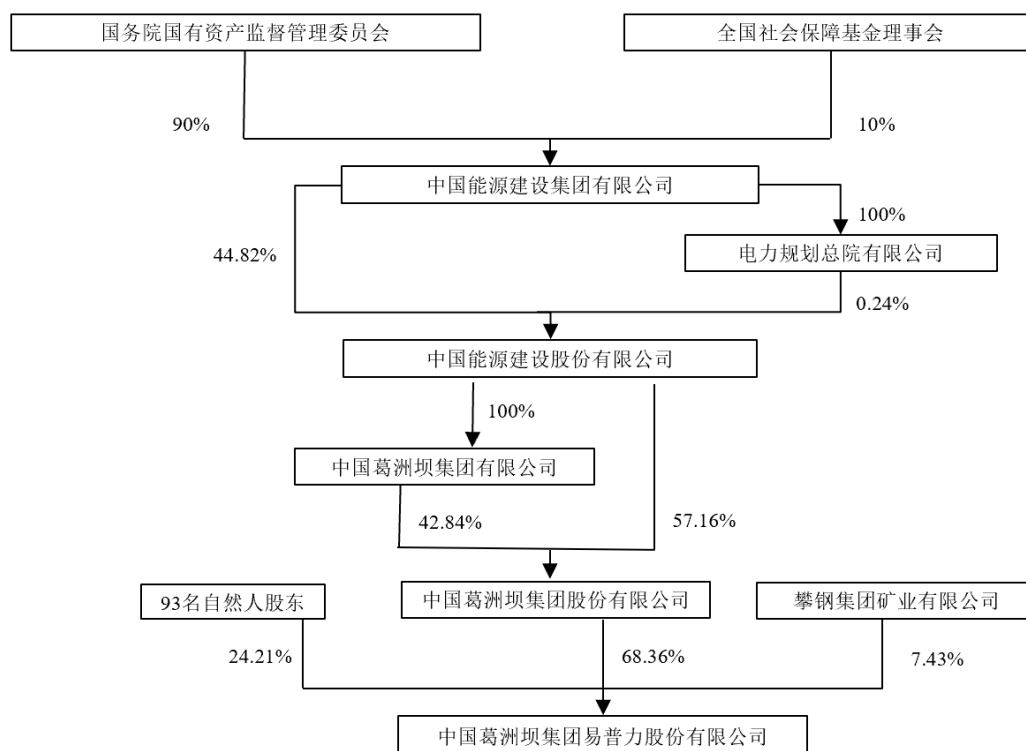 国务院国有资产监督管理委员会
全国社会保障基金理事会
90%
10%
中国能源建设集团有限公司
100%
44.82%
电力规划总院有限公司
0.24%
中国能源建设股份有限公司
100%
中国葛洲坝集团有限公司
42.84%
57.16%
93名自然人股东
中国葛洲坝集团股份有限公司
攀钢集团矿业有限公司
24.21%
68.36%
7.43%
中国葛洲坝集团易普力股份有限公司